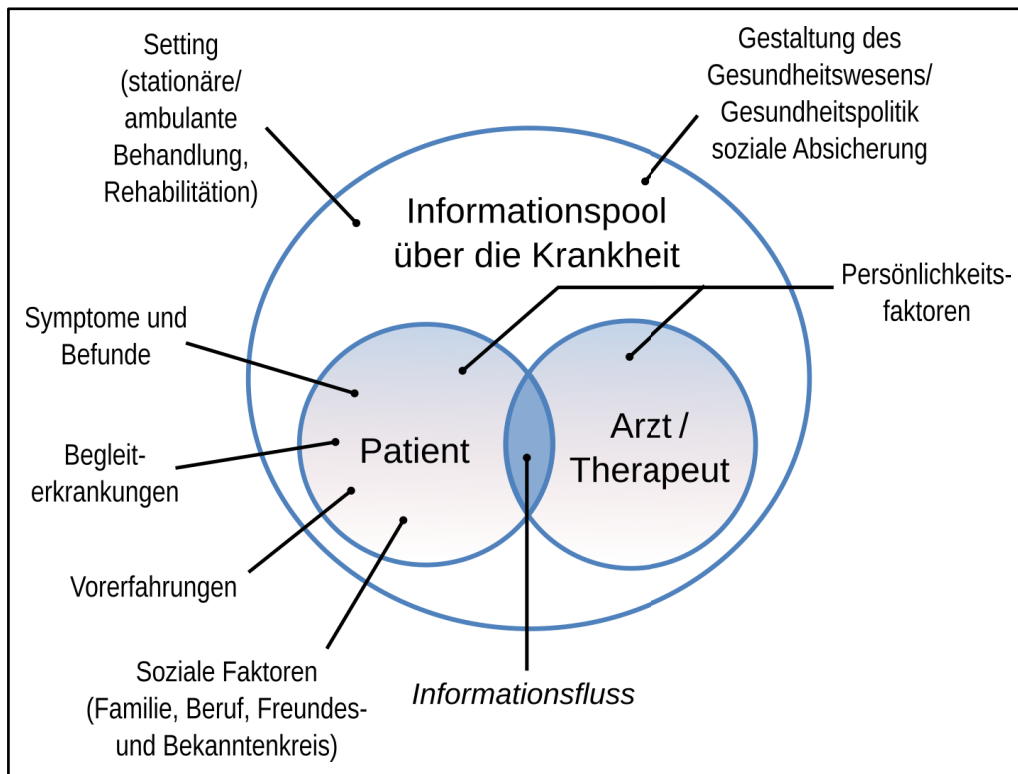 Setting
(stationäre/
ambulante
Behandlung,
Rehabilitätion)
Gestaltung des
Gesundheitswesens/
Gesundheitspolitik
soziale Absicherung
Informationspool
über die Krankheit
Persönlichkeits-
faktoren
Symptome und
Befunde
Patient
Arzt /
Therapeut
Begleit-
erkrankungen
Vorerfahrungen
Soziale Faktoren
(Familie, Beruf, Freundes-
und Bekanntenkreis)
Informationsfluss